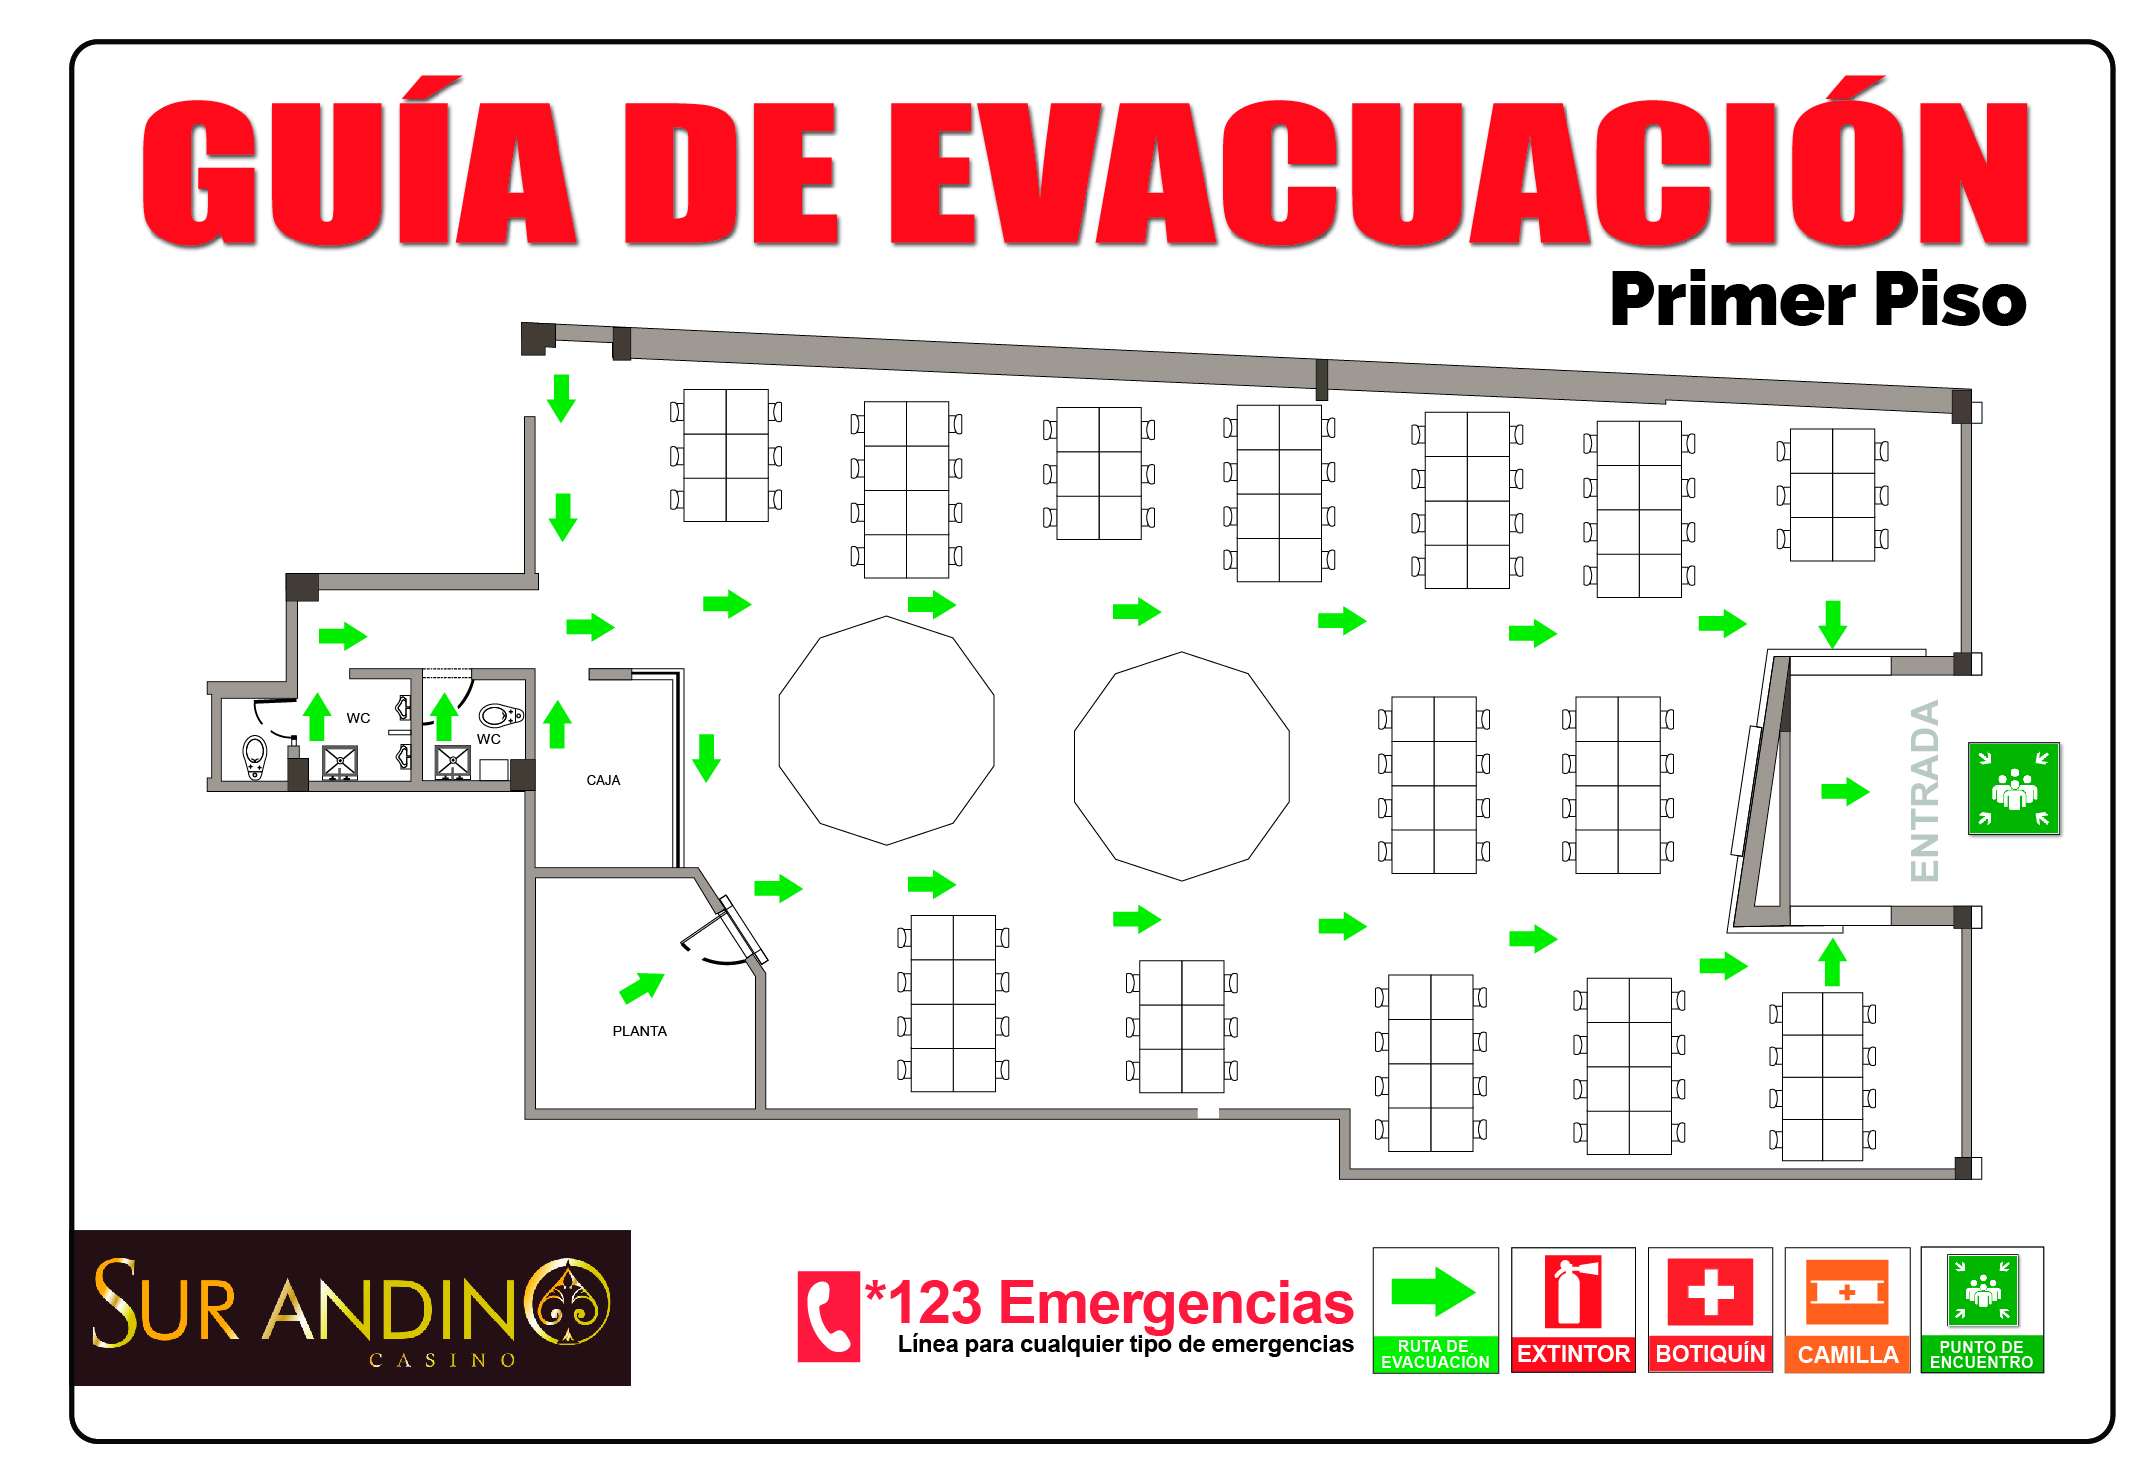 GUÍA DE EVACUACIÓN
Primer Piso
WC
WC
CAJA
ENTRADA
PLANTA
SUR ANDINO
CASINO
*123 Emergencias
Línea para cualquier tipo de emergencias
RUTA DE
EVACUACIÓN
EXTINTOR
BOTIQUÍN
CAMILLA
PUNTO DE
ENCUENTRO